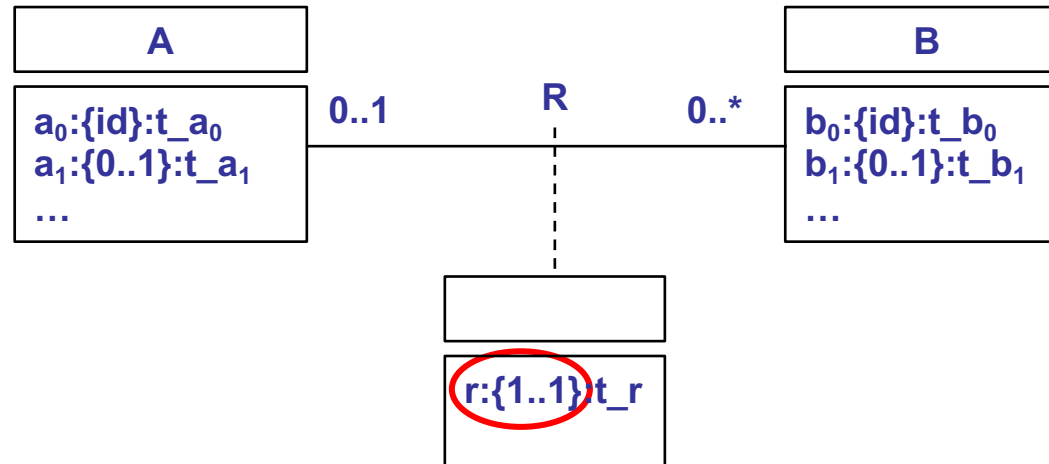 A
B
0..1
R
0..*
a₀:{id}:t_a₀
a₁:{0..1}:t_a₁
…
b₀:{id}:t_b₀
b₁:{0..1}:t_b₁
…
r:{1..1}:t_r